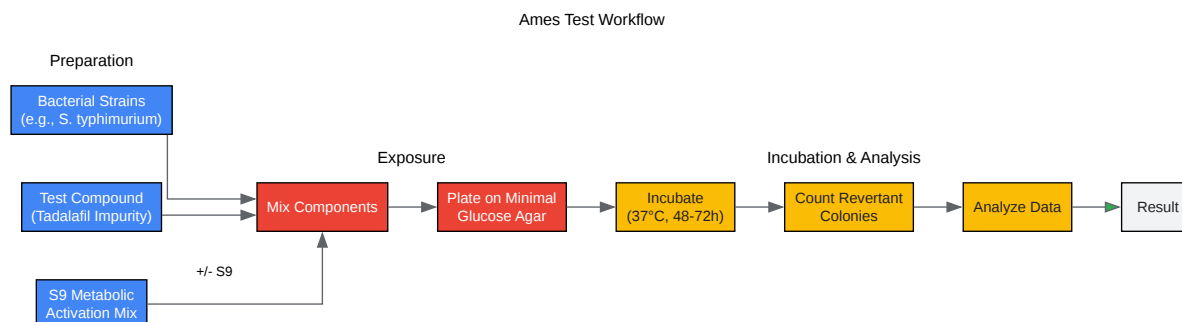 Ames Test Workflow
Preparation
Bacterial Strains
(e.g., S. typhimurium)
Exposure
Incubation & Analysis
Test Compound
(Tadalafil Impurity)
Mix Components
Plate on Minimal
Glucose Agar
Incubate
(37°C, 48-72h)
Count Revertant
Colonies
Analyze Data
Result
+/- S9
S9 Metabolic
Activation Mix